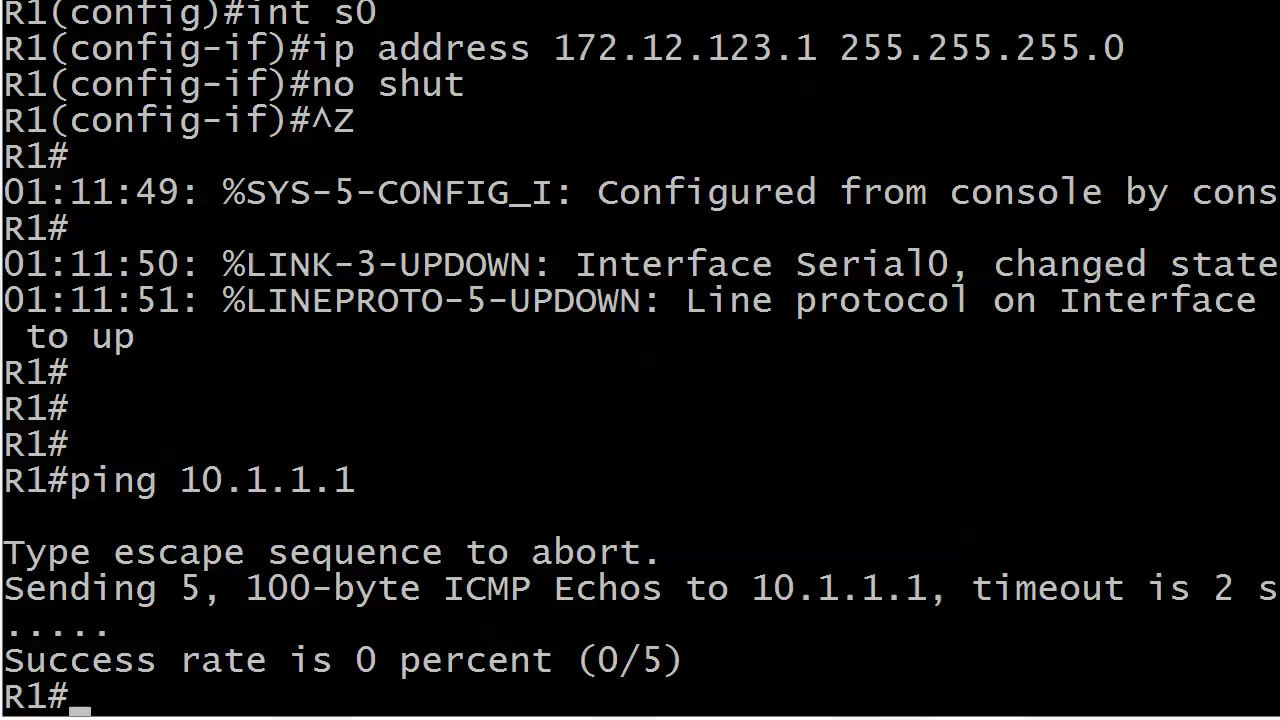 R1(config)#int s0
R1(config-if)#ip address 172.12.123.1 255.255.255.0
R1(config-if)#no shut
R1(config-if)#^Z
R1#
01:11:49: %SYS-5-CONFIG_I: Configured from console by cons
R1#
01:11:50: %LINK-3-UPDOWN: Interface Serial0, changed state
01:11:51: %LINEPROTO-5-UPDOWN: Line protocol on Interface
 to up
R1#
R1#
R1#
R1#ping 10.1.1.1
Type escape sequence to abort.
Sending 5, 100-byte ICMP Echos to 10.1.1.1, timeout is 2 s
.....
Success rate is 0 percent (0/5)
R1#_